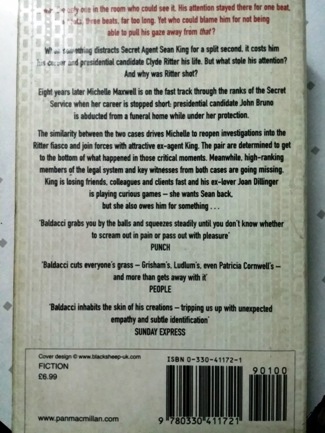 only one in the room who could see it. His attention stayed there for one beat,
beats, three beats, far too long. Yet who could blame him for not being
able to pull his gaze away from that?
something distracts Secret Agent Sean King for a split second, it costs him
his career and presidential candidate Clyde Ritter his life. But what stole his attention?
And why was Ritter shot?
Eight years later Michelle Maxwell is on the fast track through the ranks of the Secret
Service when her career is stopped short: presidential candidate John Bruno
is abducted from a funeral home while under her protection.
The similarity between the two cases drives Michelle to reopen investigations into the
Ritter fiasco and join forces with attractive ex-agent King. The pair are determined to get
to the bottom of what happened in those critical moments. Meanwhile, high-ranking
members of the legal system and key witnesses from both cases are going missing.
King is losing friends, colleagues and clients fast and his ex-lover Joan Dillinger
is playing curious games – she wants Sean back,
but she also owes him for something . . .
'Baldacci grabs you by the balls and squeezes steadily until you don't know whether
to scream out in pain or pass out with pleasure'
PUNCH
'Baldacci cuts everyone's grass – Grisham's, Ludlum's, even Patricia Cornwell's –
and more than gets away with it'
PEOPLE
'Baldacci inhabits the skin of his creations – tripping us up with unexpected
empathy and subtle identification'
SUNDAY EXPRESS
Cover design © www.blacksheep-uk.com
FICTION
£6.99
www.panmacmillan.com
ISBN 0-330-41172-1
90100
9 780330 411721